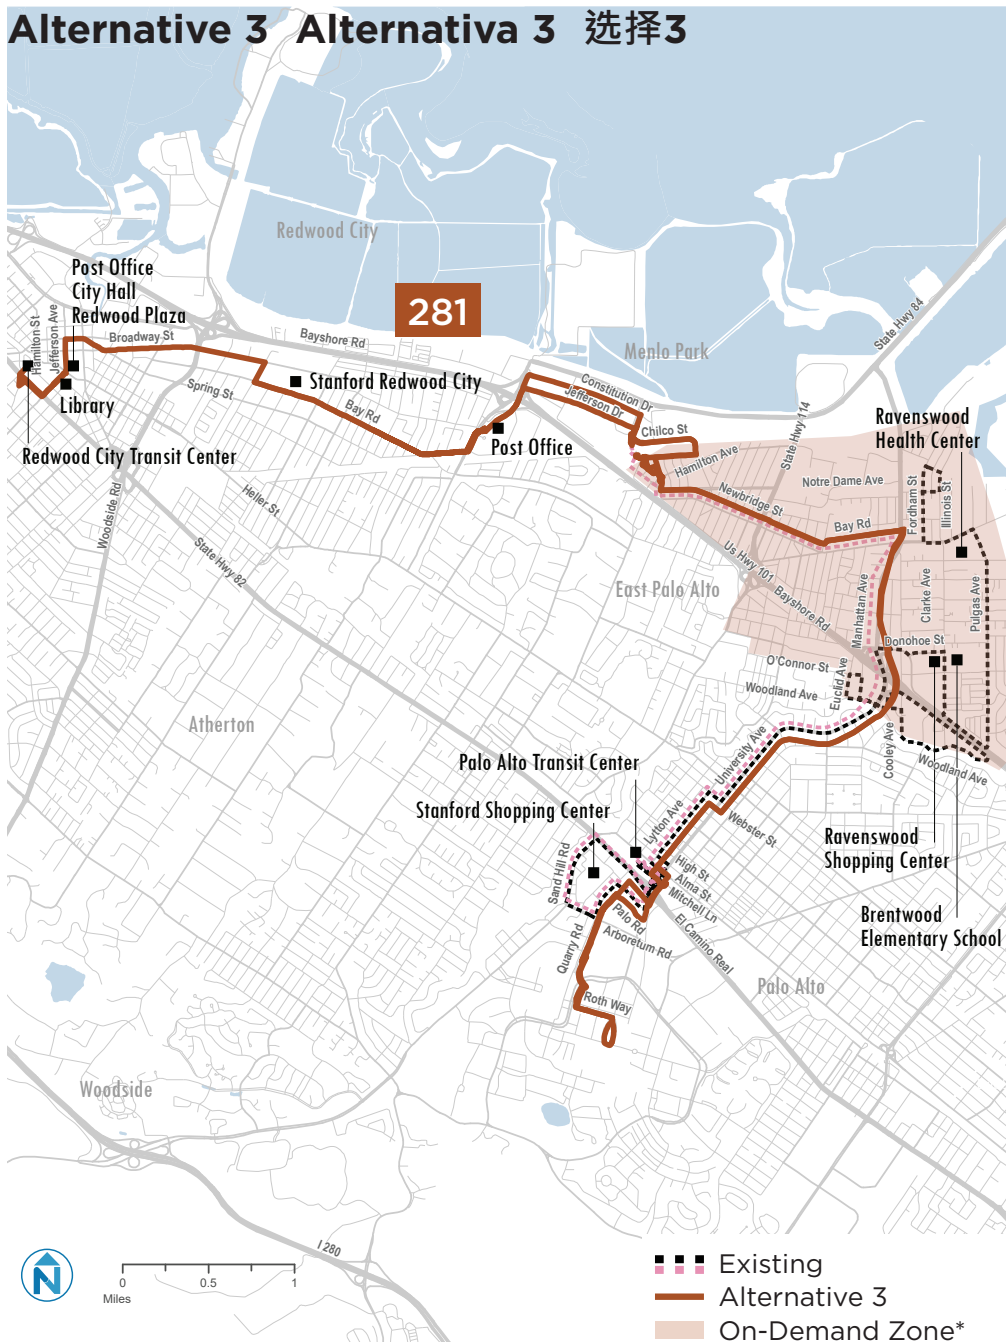 Alternative 3 Alternativa 3 选择3
Redwood City
Post Office
City Hall
Redwood Plaza
281
Hamilton St
Jefferson Ave
Broadway St
Bayshore Rd
State Hwy 84
Menlo Park
Spring St
Stanford Redwood City
Library
Bay Rd
Constitution Dr
Jefferson Dr
Chilco St
State Hwy 114
Ravenswood
Health Center
Redwood City Transit Center
Post Office
Hamilton Ave
Notre Dame Ave
Fordham St
Illinois St
Newbridge St
Bay Rd
Woodside Rd
Heller St
State Hwy 82
Us Hwy 101
Bayshore Rd
East Palo Alto
Manhattan Ave
Clarke Ave
Pulgas Ave
Donohoe St
O'Connor St
Woodland Ave
Euclid Ave
Atherton
Cooley Ave
Woodland Ave
University Ave
Palo Alto Transit Center
Stanford Shopping Center
Lytton Ave
Webster St
Ravenswood
Shopping Center
Sand Hill Rd
High St
Alma St
Mitchell Ln
Palo Rd
Arboretum Rd
El Camino Real
Quarry Rd
Brentwood
Elementary School
Palo Alto
Roth Way
Woodside
I 280
N
0 0.5 1
Miles
Existing
Alternative 3
On-Demand Zone*